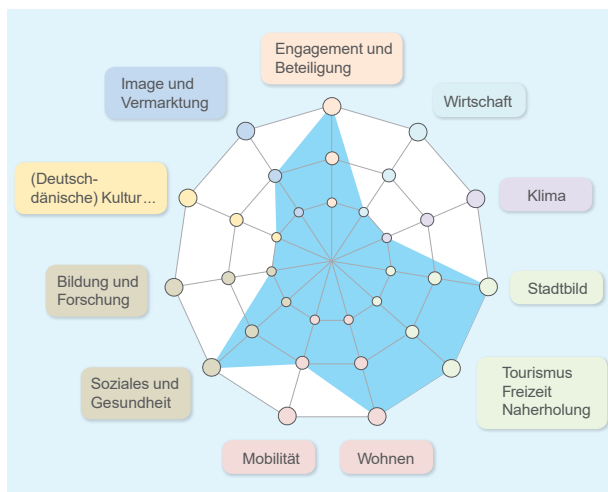 Engagement und
Beteiligung
Image und
Vermarktung
Wirtschaft
(Deutsch-
dänische) Kultur...
Klima
Bildung und
Forschung
Stadtbild
Soziales und
Gesundheit
Tourismus
Freizeit
Naherholung
Mobilität
Wohnen